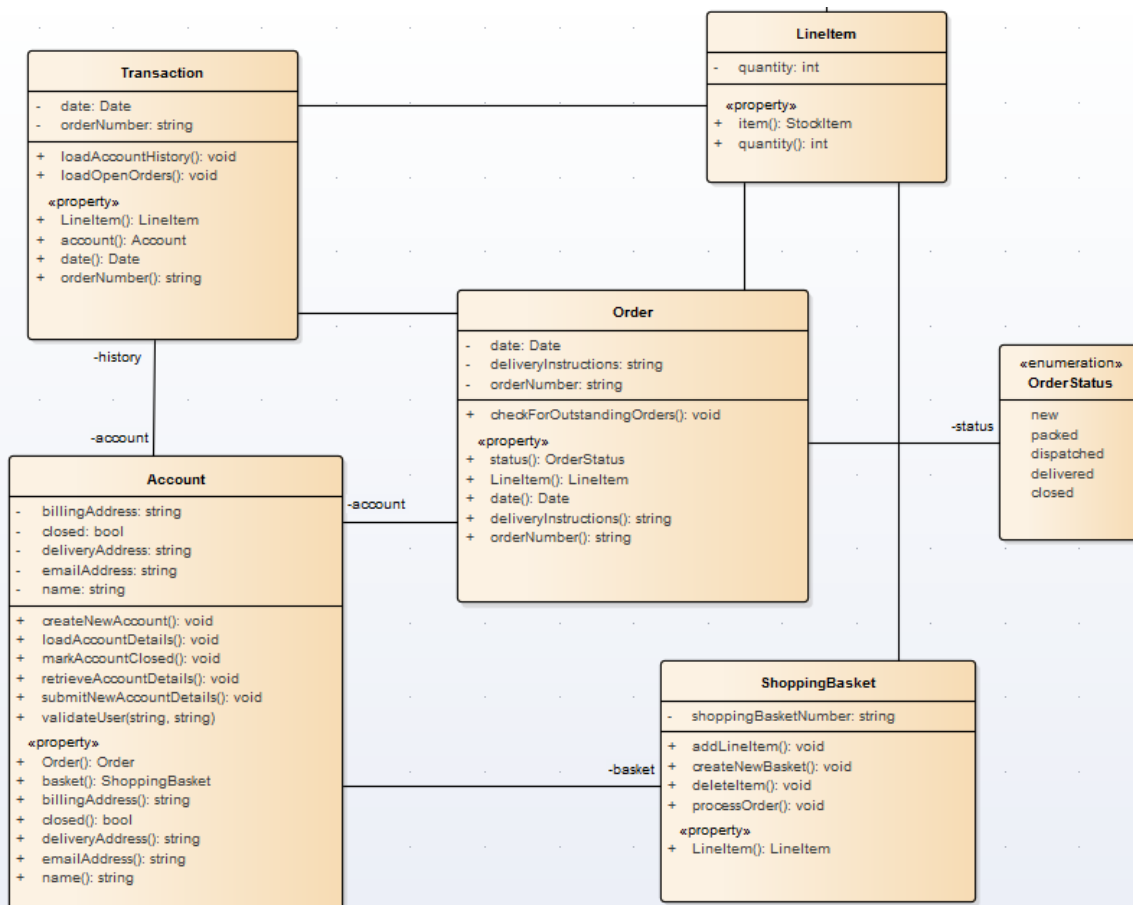 LineItem
- quantity: int
«property»
+ item(): StockItem
+ quantity(): int
Transaction
- date: Date
- orderNumber: string
+ loadAccountHistory(): void
+ loadOpenOrders(): void
«property»
+ LineItem(): LineItem
+ account(): Account
+ date(): Date
+ orderNumber(): string
-history
-account
Order
- date: Date
- deliveryInstructions: string
- orderNumber: string
+ checkForOutstandingOrders(): void
«property»
+ status(): OrderStatus
+ LineItem(): LineItem
+ date(): Date
+ deliveryInstructions(): string
+ orderNumber(): string
-status
«enumeration»
OrderStatus
new
packed
dispatched
delivered
closed
-account
Account
- billingAddress: string
- closed: bool
- deliveryAddress: string
- emailAddress: string
- name: string
+ createNewAccount(): void
+ loadAccountDetails(): void
+ markAccountClosed(): void
+ retrieveAccountDetails(): void
+ submitNewAccountDetails(): void
+ validateUser(string, string)
«property»
+ Order(): Order
+ basket(): ShoppingBasket
+ billingAddress(): string
+ closed(): bool
+ deliveryAddress(): string
+ emailAddress(): string
+ name(): string
-basket
ShoppingBasket
- shoppingBasketNumber: string
+ addLineItem(): void
+ createNewBasket(): void
+ deleteItem(): void
+ processOrder(): void
«property»
+ LineItem(): LineItem